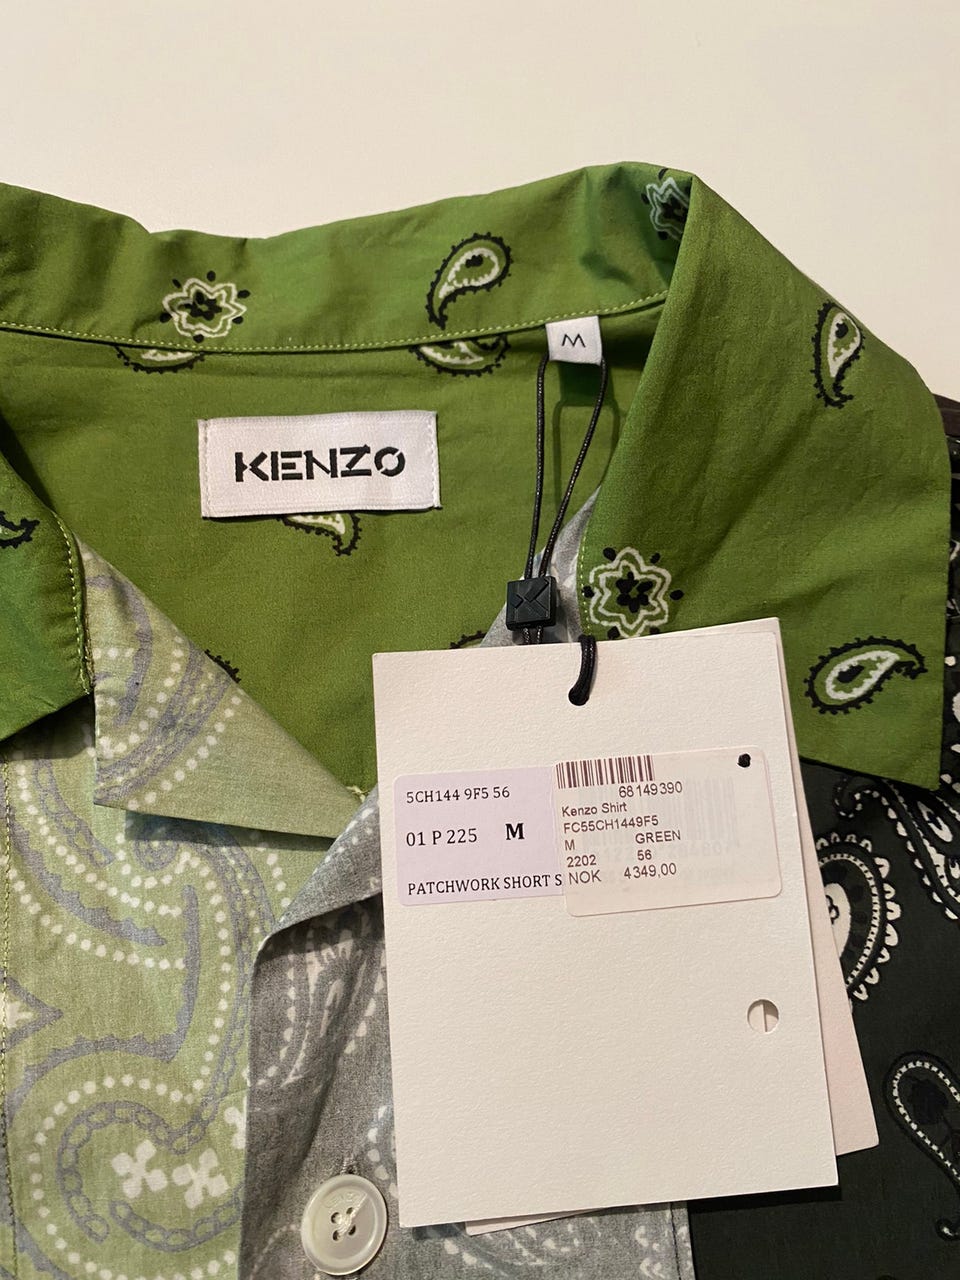 M
KENZO
5CH144 9F5 56
01 P 225 M
PATCHWORK SHORT S
68149390
Kenzo Shirt
FC55CH1449F5
M GREEN
2202 56
NOK 4349,00